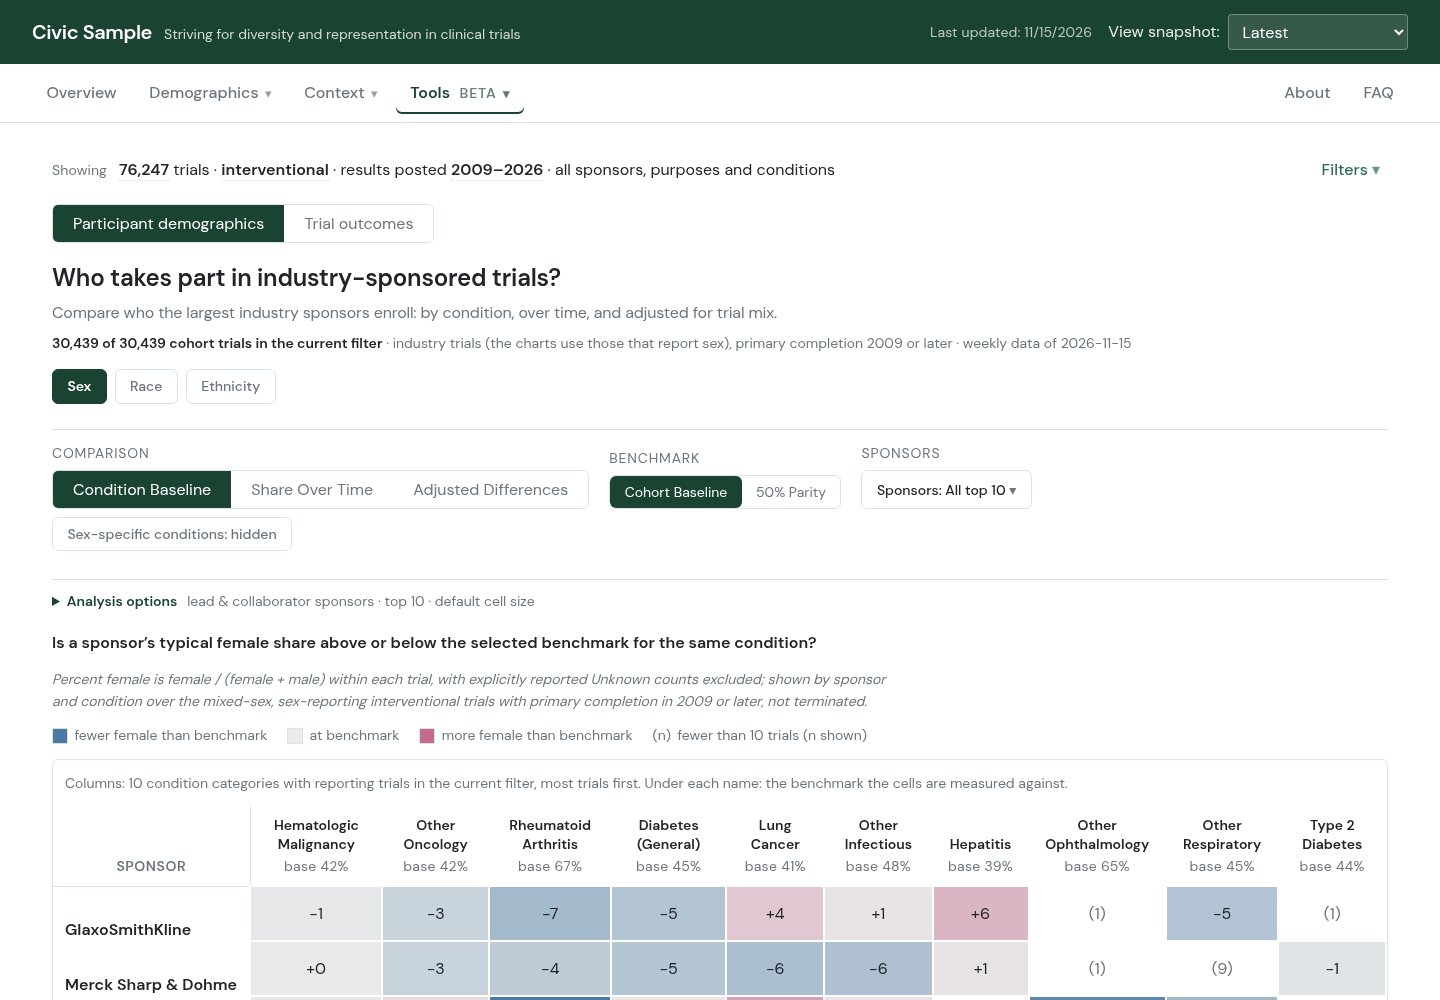 Civic Sample Striving for diversity and representation in clinical trials Last updated: 11/15/2026 View snapshot: Latest
Overview Demographics ▾ Context ▾ Tools BETA ▾ About FAQ
Showing 76,247 trials · interventional · results posted 2009–2026 · all sponsors, purposes and conditions Filters ▾
Participant demographics Trial outcomes
Who takes part in industry-sponsored trials?
Compare who the largest industry sponsors enroll: by condition, over time, and adjusted for trial mix.
30,439 of 30,439 cohort trials in the current filter · industry trials (the charts use those that report sex), primary completion 2009 or later · weekly data of 2026-11-15
Sex Race Ethnicity
COMPARISON BENCHMARK SPONSORS
Condition Baseline Share Over Time Adjusted Differences Cohort Baseline 50% Parity Sponsors: All top 10 ▾
Sex-specific conditions: hidden
▶ Analysis options lead & collaborator sponsors · top 10 · default cell size
Is a sponsor’s typical female share above or below the selected benchmark for the same condition?
Percent female is female / (female + male) within each trial, with explicitly reported Unknown counts excluded; shown by sponsor
and condition over the mixed-sex, sex-reporting interventional trials with primary completion in 2009 or later, not terminated.
fewer female than benchmark at benchmark more female than benchmark (n) fewer than 10 trials (n shown)
Columns: 10 condition categories with reporting trials in the current filter, most trials first. Under each name: the benchmark the cells are measured against.
Hematologic Other Rheumatoid Diabetes Lung Other Other Other Type 2
Malignancy Oncology Arthritis (General) Cancer Infectious Hepatitis Ophthalmology Respiratory Diabetes
SPONSOR base 42% base 42% base 67% base 45% base 41% base 48% base 39% base 65% base 45% base 44%
GlaxoSmithKline -1 -3 -7 -5 +4 +1 +6 (1) -5 (1)
Merck Sharp & Dohme +0 -3 -4 -5 -6 -6 +1 (1) (9) -1